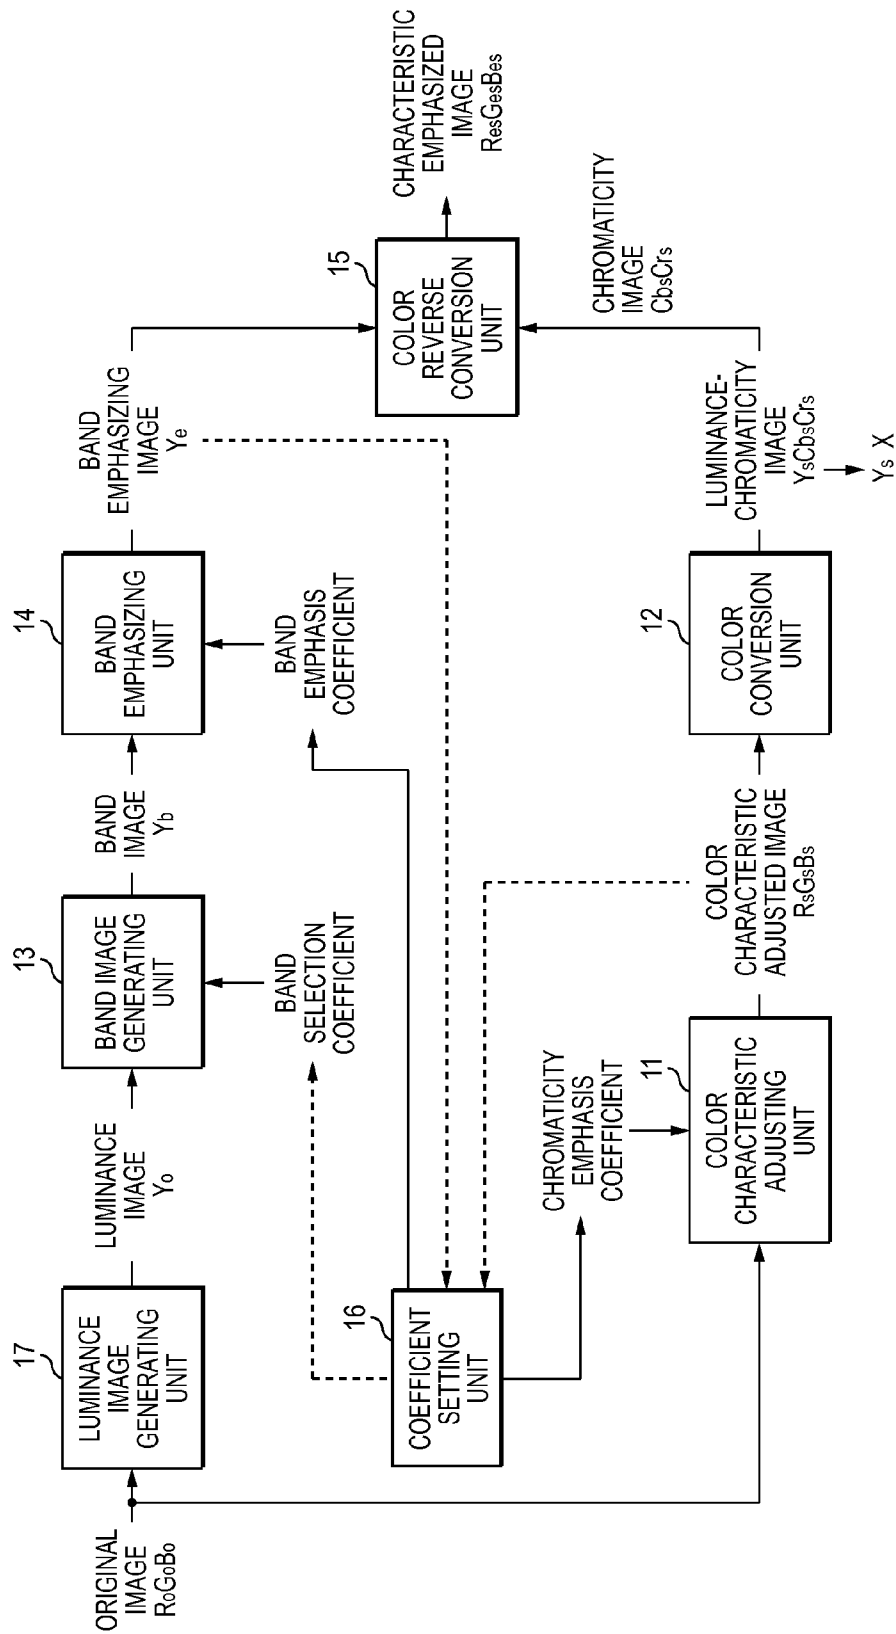 ORIGINAL
IMAGE
RoGoBo
17
LUMINANCE
IMAGE
GENERATING
UNIT
LUMINANCE
IMAGE
Yo
13
BAND IMAGE
GENERATING
UNIT
BAND
IMAGE
Yb
14
BAND
EMPHASIZING
UNIT
BAND
EMPHASIZING
IMAGE
Ye
BAND
SELECTION
COEFFICIENT
BAND
EMPHASIS
COEFFICIENT
16
COEFFICIENT
SETTING
UNIT
15
COLOR
REVERSE
CONVERSION
UNIT
CHARACTERISTIC
EMPHASIZED
IMAGE
ResGesBes
CHROMATICITY
EMPHASIS
COEFFICIENT
CHROMATICITY
IMAGE
CbsCrs
11
COLOR
CHARACTERISTIC
ADJUSTING
UNIT
COLOR
CHARACTERISTIC
ADJUSTED IMAGE
RsGsBs
12
COLOR
CONVERSION
UNIT
LUMINANCE-
CHROMATICITY
IMAGE
YsCbsCrs
Ys X